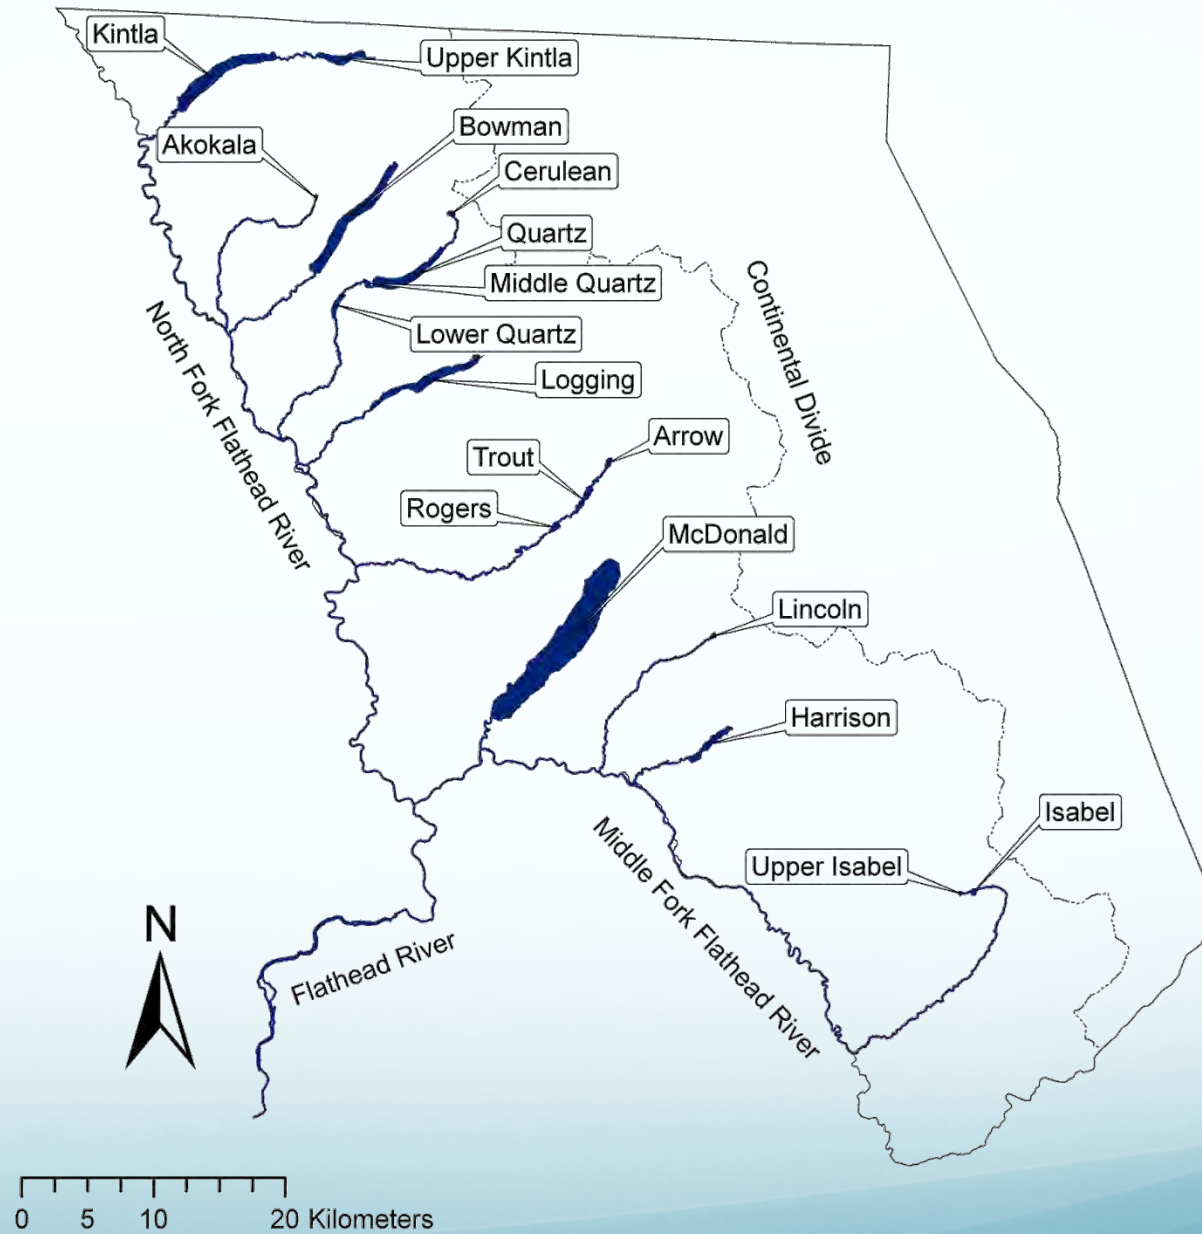 Kintla
Upper Kintla
Bowman
Akokala
Cerulean
Quartz
Middle Quartz
Lower Quartz
Logging
Continental Divide
North Fork Flathead River
Arrow
Trout
Rogers
McDonald
Lincoln
Harrison
Isabel
Upper Isabel
Middle Fork Flathead River
N
Flathead River
0 5 10 20 Kilometers